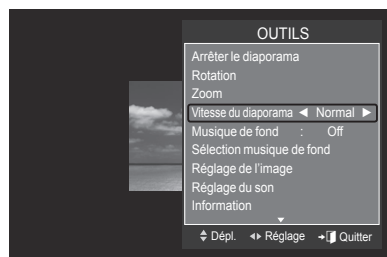 OUTILS
Arrêter le diaporama
Rotation
Zoom
Vitesse du diaporama ◄ Normal ►
Musique de fond : Off
Sélection musique de fond
Réglage de l'image
Réglage du son
Information
Dépl. Réglage Quitter